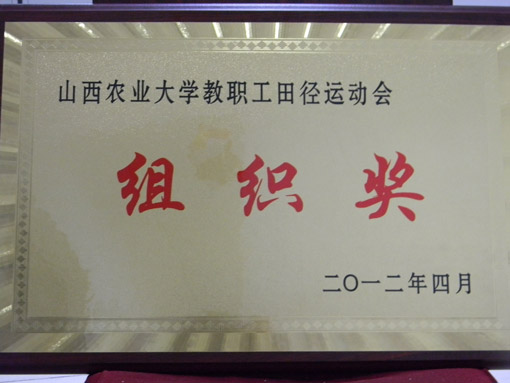 山西农业大学教职工田径运动会
组织奖
二〇一二年四月